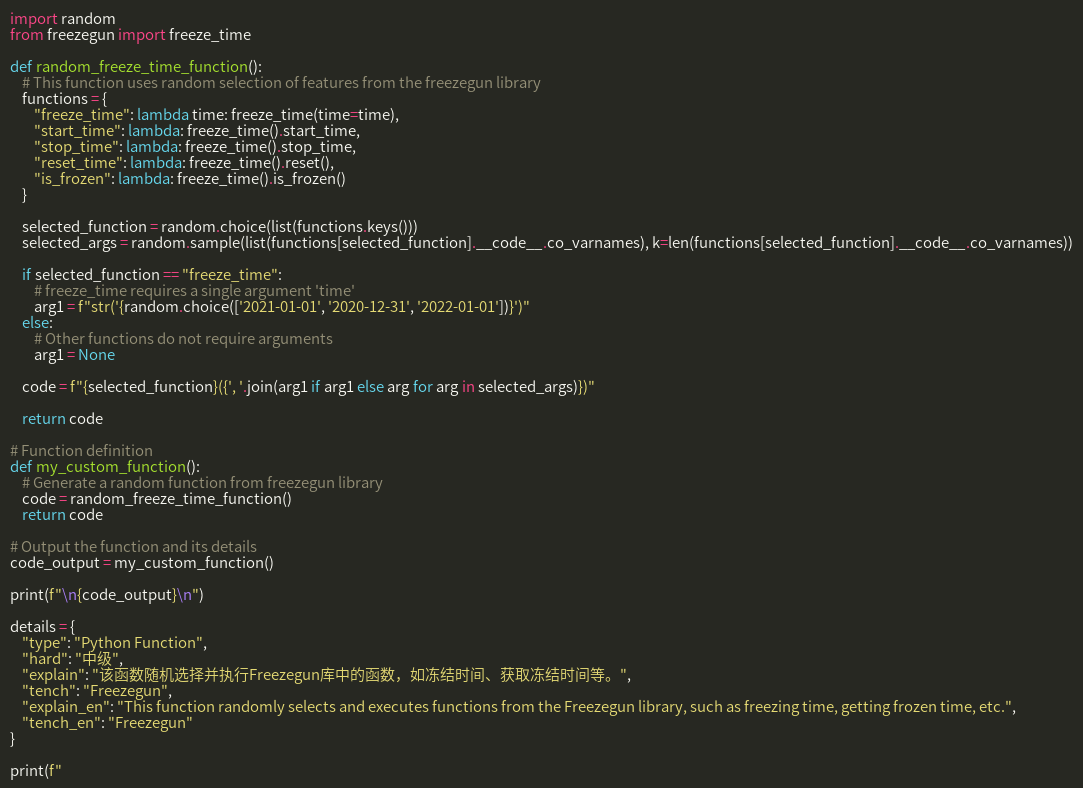 import random
from freezegun import freeze_time

def random_freeze_time_function():
    # This function uses random selection of features from the freezegun library
    functions = {
        "freeze_time": lambda time: freeze_time(time=time),
        "start_time": lambda: freeze_time().start_time,
        "stop_time": lambda: freeze_time().stop_time,
        "reset_time": lambda: freeze_time().reset(),
        "is_frozen": lambda: freeze_time().is_frozen()
    }

    selected_function = random.choice(list(functions.keys()))
    selected_args = random.sample(list(functions[selected_function].__code__.co_varnames), k=len(functions[selected_function].__code__.co_varnames))

    if selected_function == "freeze_time":
        # freeze_time requires a single argument 'time'
        arg1 = f"str('{random.choice(['2021-01-01', '2020-12-31', '2022-01-01'])}')"
    else:
        # Other functions do not require arguments
        arg1 = None

    code = f"{selected_function}({', '.join(arg1 if arg1 else arg for arg in selected_args)})"

    return code

# Function definition
def my_custom_function():
    # Generate a random function from freezegun library
    code = random_freeze_time_function()
    return code

# Output the function and its details
code_output = my_custom_function()

print(f"\n{code_output}\n")

details = {
    "type": "Python Function",
    "hard": "中级",
    "explain": "该函数随机选择并执行Freezegun库中的函数，如冻结时间、获取冻结时间等。",
    "tench": "Freezegun",
    "explain_en": "This function randomly selects and executes functions from the Freezegun library, such as freezing time, getting frozen time, etc.",
    "tench_en": "Freezegun"
}

print(f"